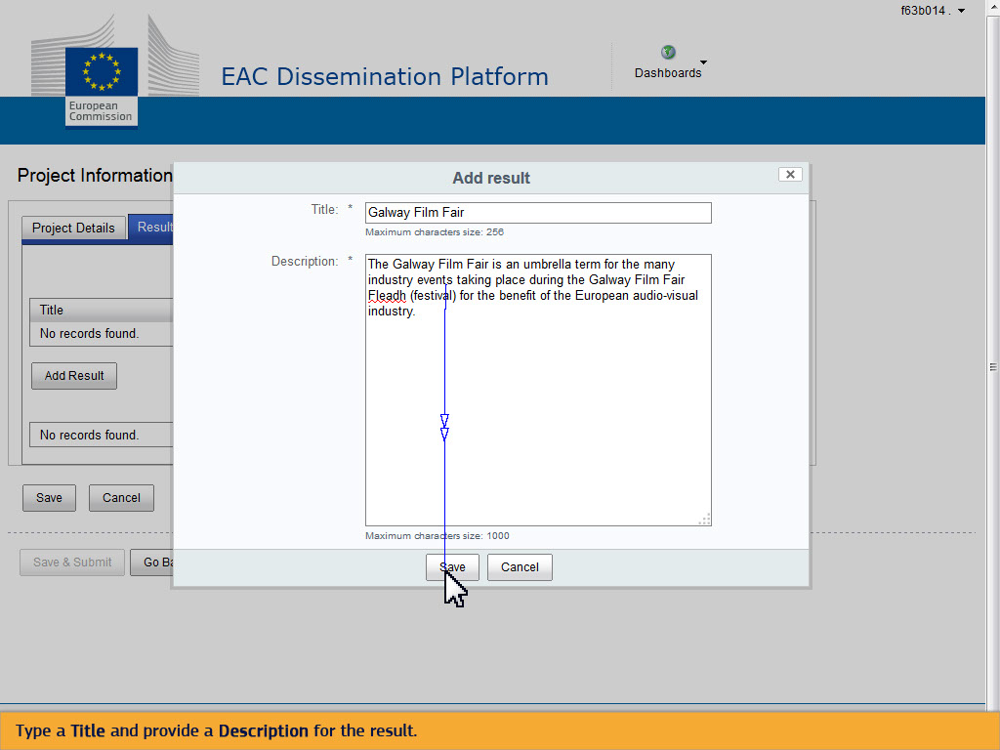 f63b014 .
Dashboards
EAC Dissemination Platform
European
Commission
Project Information
Add result
Title: *
Galway Film Fair
Maximum characters size: 256
Project Details
Result
Description: *
The Galway Film Fair is an umbrella term for the many
industry events taking place during the Galway Film Fair
Fleadh (festival) for the benefit of the European audio-visual
industry.
Title
No records found.
Add Result
No records found.
Save
Cancel
Maximum characters size: 1000
Save & Submit
Go Ba
Save
Cancel
Type a Title and provide a Description for the result.